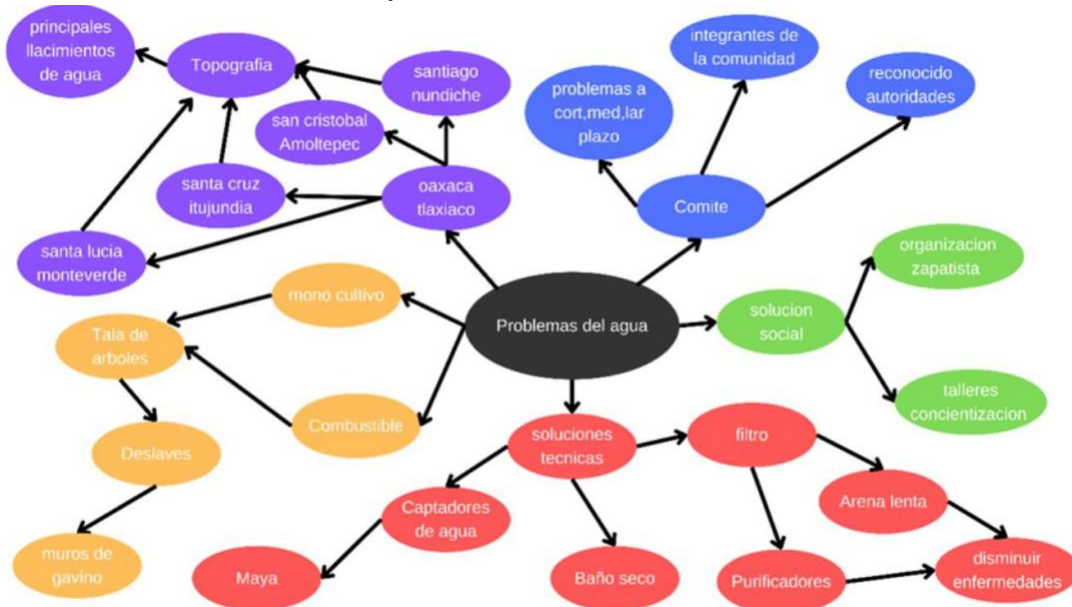 principales
llacimientos
de agua
Topografia
santiago
nundiche
san cristobal
Amoltepec
santa cruz
itujundia
oaxaca
tlaxiaco
santa lucia
monteverde
integrantes de
la comunidad
problemas a
cort,med,lar
plazo
reconocido
autoridades
Comite
organizacion
zapatista
solucion
social
talleres
concientizacion
Problemas del agua
mono cultivo
Tala de
arboles
Combustible
Deslaves
muros de
gavino
soluciones
tecnicas
filtro
Captadores
de agua
Arena lenta
Maya
Baño seco
Purificadores
disminuir
enfermedades